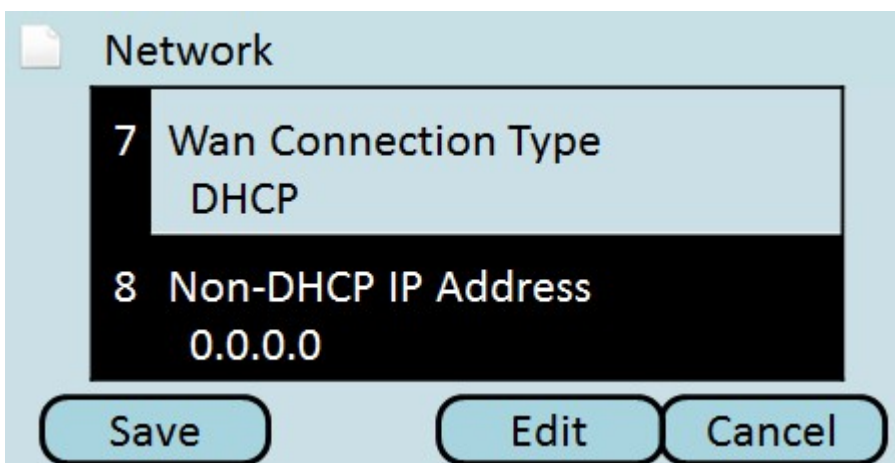 Network
7 Wan Connection Type
DHCP
8 Non-DHCP IP Address
0.0.0.0
Save Edit Cancel